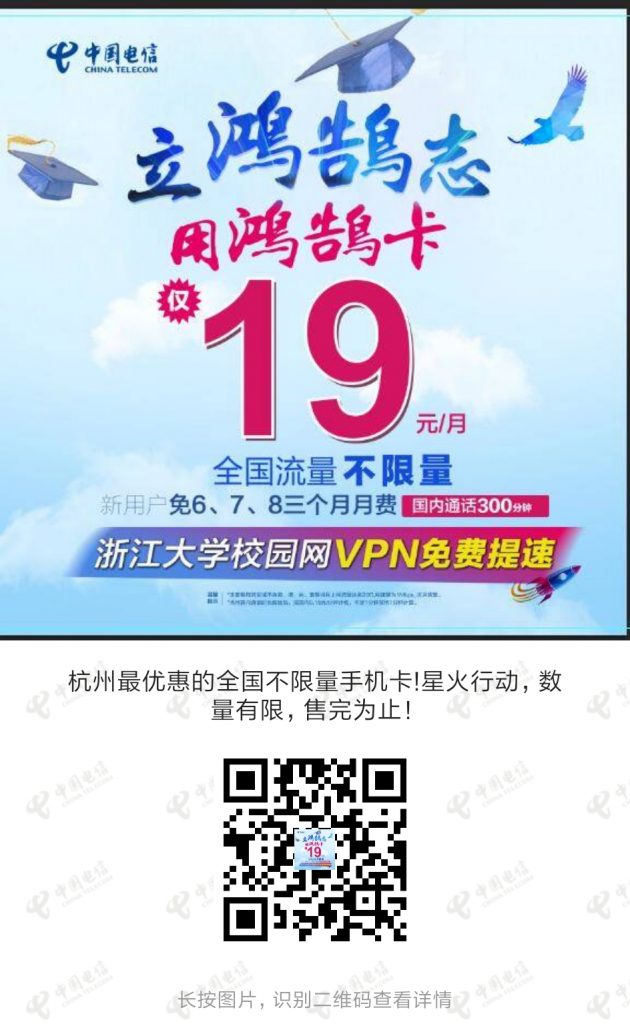 中国电信
CHINA TELECOM
立鸿鹄志
用鸿鹄卡
仅
19
元/月
全国流量不限量
新用户免6、7、8三个月月费 国内通话300分钟
浙江大学校园网VPN免费提速
温馨
提示
杭州最优惠的全国不限量手机卡!星火行动，数
量有限，售完为止！
长按图片，识别二维码查看详情